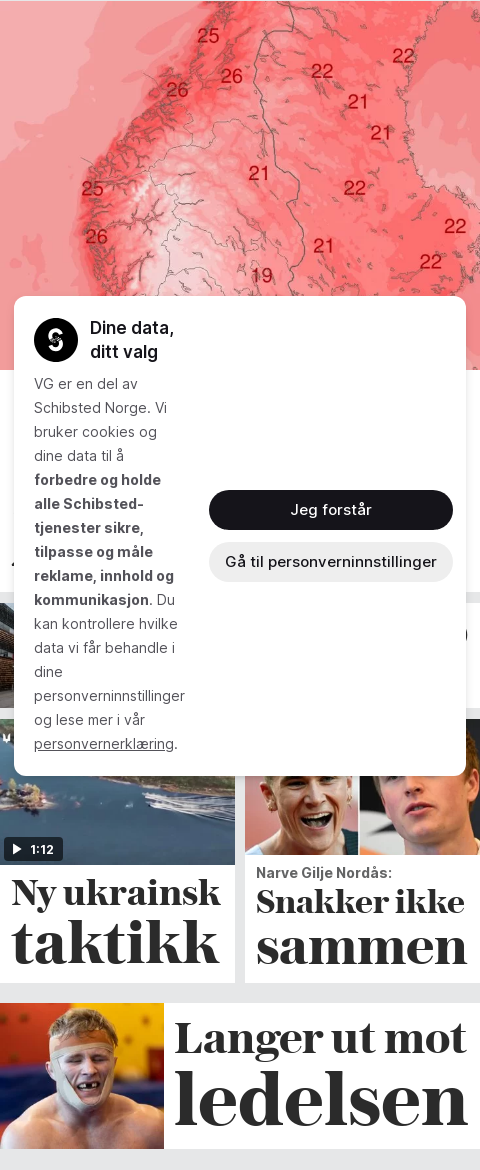 25
22
26
22
26
21
21
21
25
22
26
22
21
22
19
Dine data,
ditt valg
VG er en del av
Schibsted Norge. Vi
bruker cookies og
dine data til å
forbedre og holde
alle Schibsted-
tjenester sikre,
tilpasse og måle
reklame, innhold og
kommunikasjon. Du
kan kontrollere hvilke
data vi får behandle i
dine
personverninnstillinger
og lese mer i vår
personvernerklæring.
Jeg forstår
Gå til personverninnstillinger
1:12
Ny ukrainsk
taktikk
Narve Gilje Nordås:
Snakker ikke
sammen
Langer ut mot
ledelsen